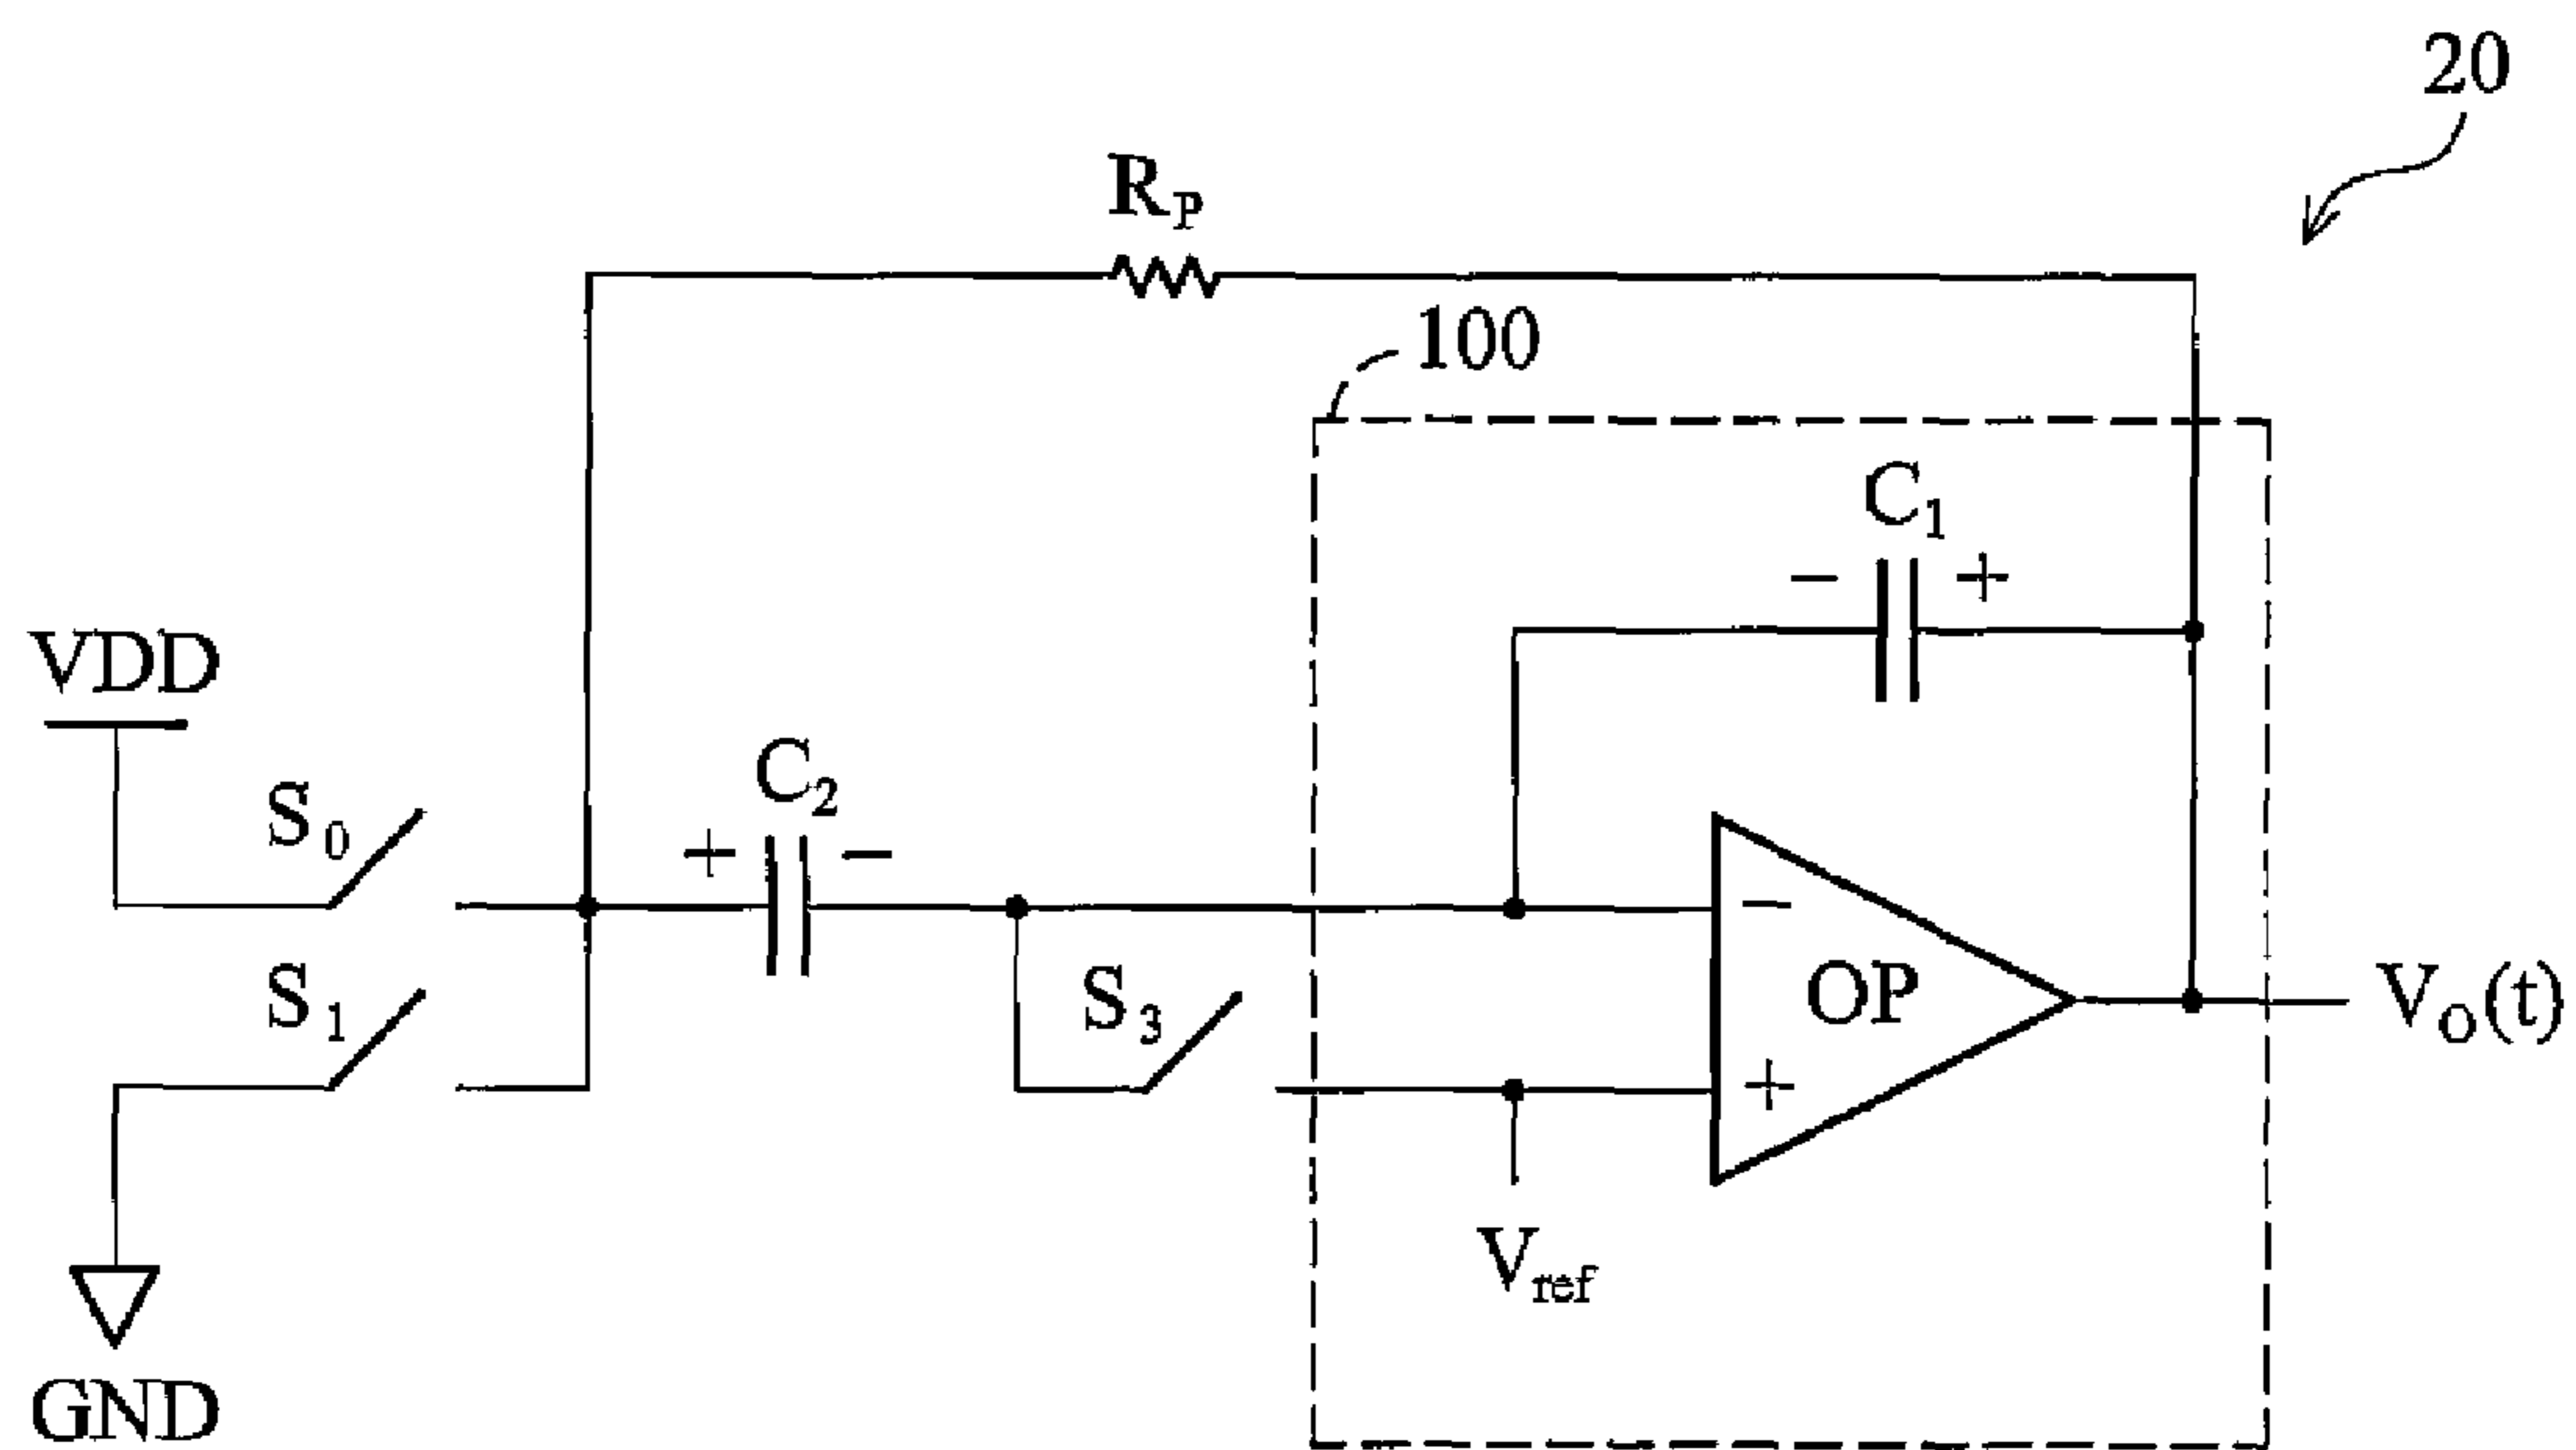 20
R_P
100
C_1
- +
VDD
C_2
S_0
+ -
-
S_1
S_3
OP
V_O(t)
+
V_ref
GND